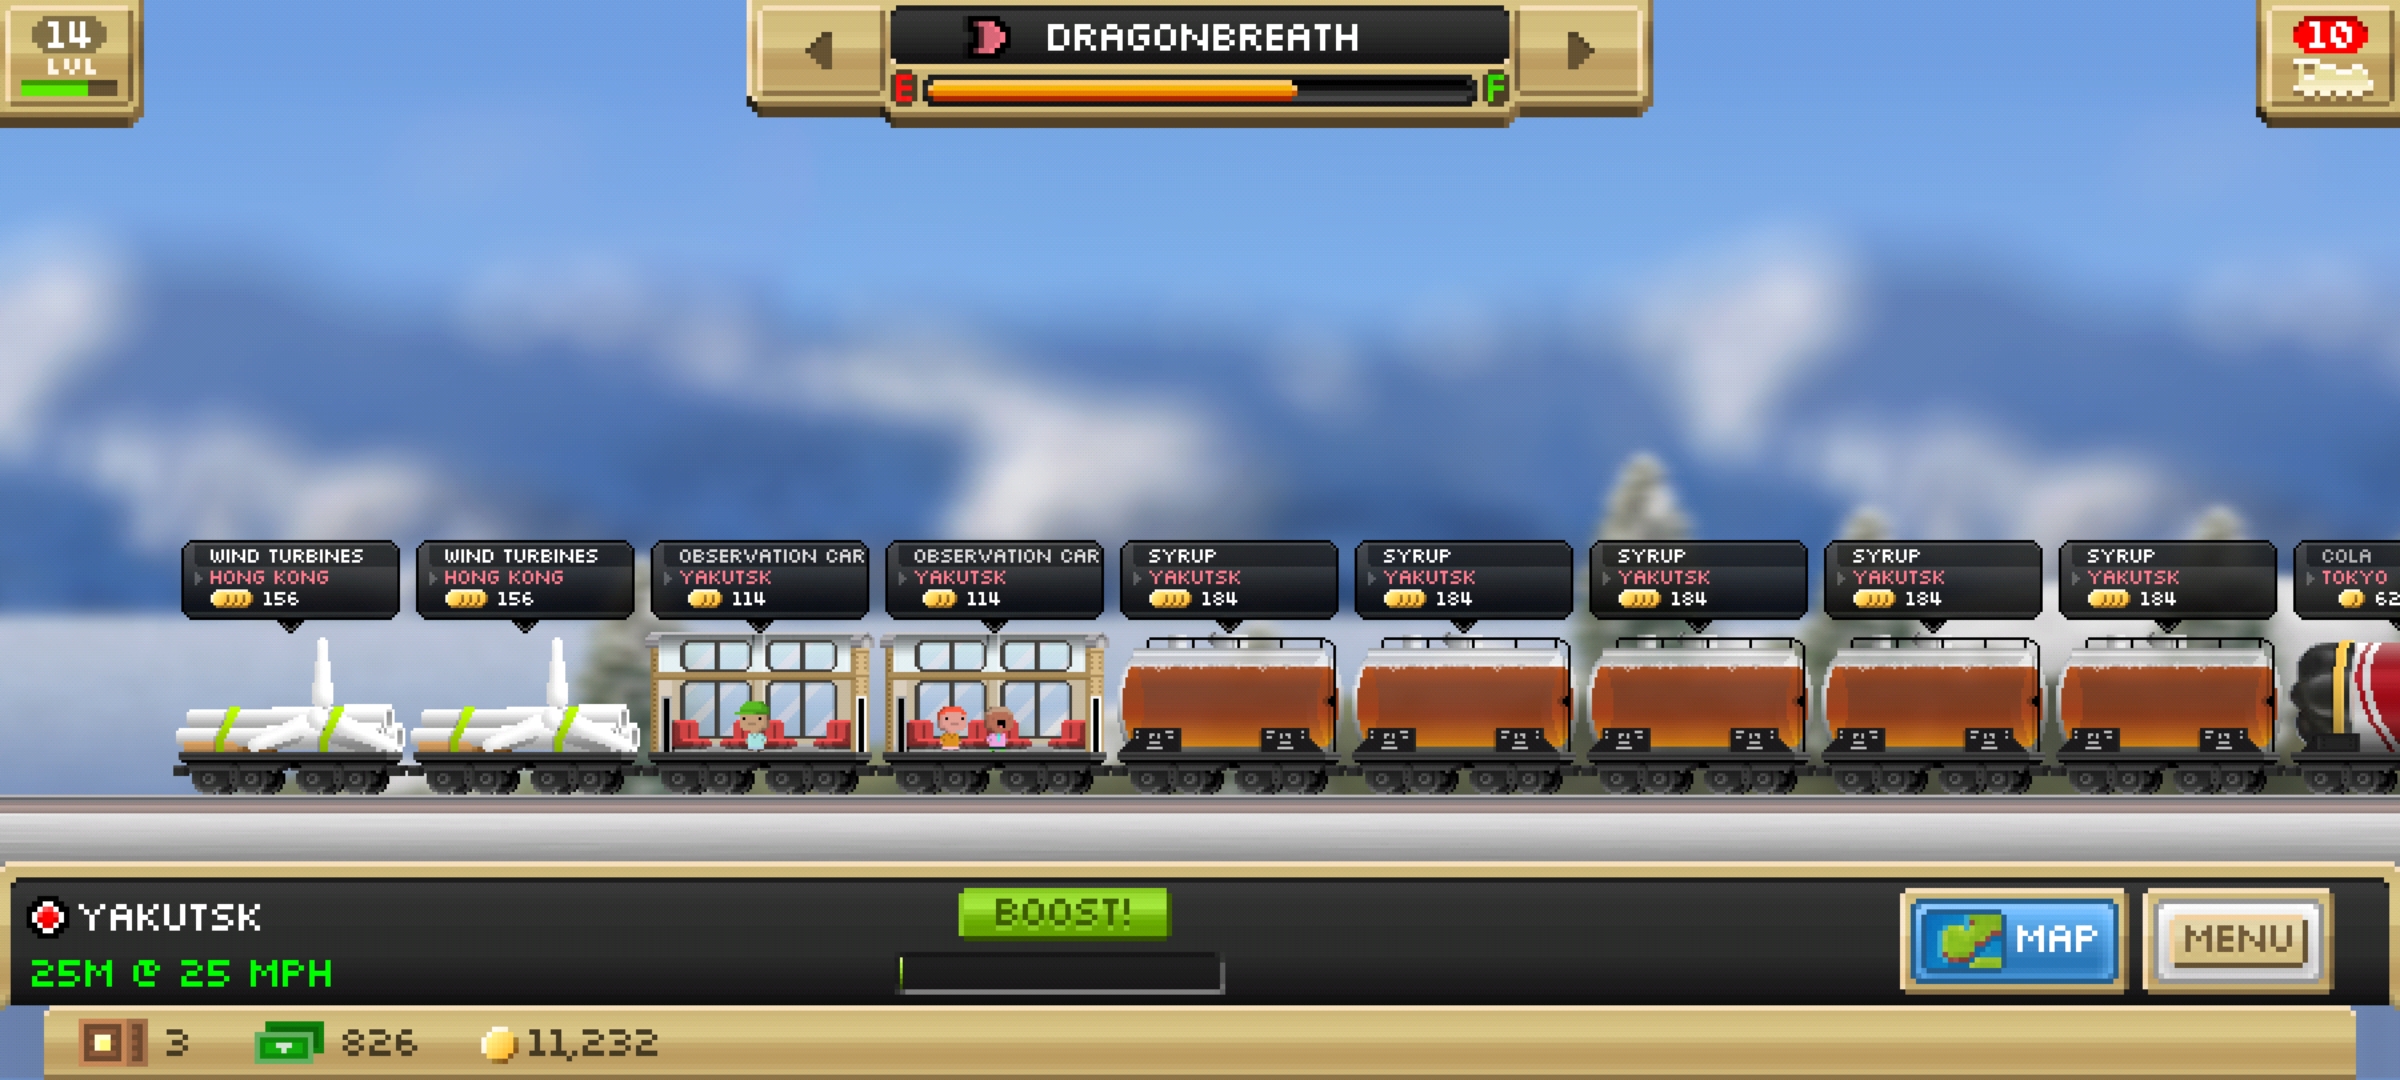 14
LVL
DRAGONBREATH
E F
10
WIND TURBINES
HONG KONG
156
WIND TURBINES
HONG KONG
156
OBSERVATION CAR
YAKUTSK
114
OBSERVATION CAR
YAKUTSK
114
SYRUP
YAKUTSK
184
SYRUP
YAKUTSK
184
SYRUP
YAKUTSK
184
SYRUP
YAKUTSK
184
SYRUP
YAKUTSK
184
COLA
TOKYO
62
YAKUTSK
25M @ 25 MPH
BOOST!
MAP
MENU
3
826
11,232